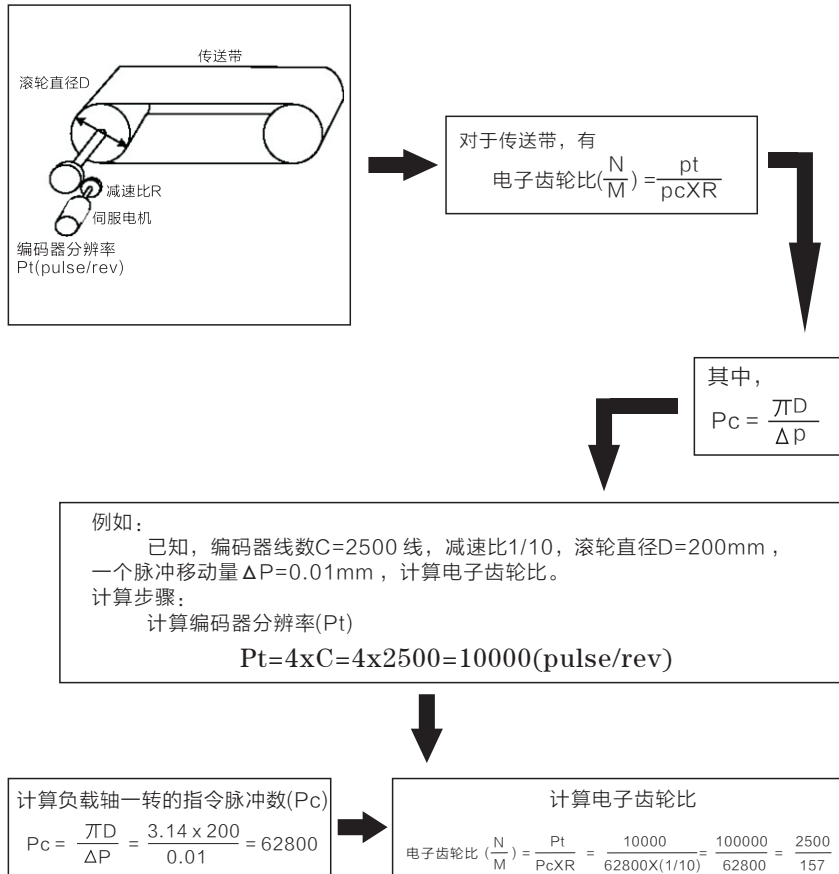 传送带
滚轮直径D
减速比R
伺服电机
编码器分辨率
Pt(pulse/rev)
对于传送带，有
电子齿轮比(N/M) = pt/pcXR
其中，
Pc = πD/Δp
例如：
已知，编码器线数C=2500 线，减速比1/10，滚轮直径D=200mm，
一个脉冲移动量ΔP=0.01mm，计算电子齿轮比。
计算步骤：
计算编码器分辨率(Pt)
Pt=4xC=4x2500=10000(pulse/rev)
计算负载轴一转的指令脉冲数(Pc)
Pc = πD/ΔP = 3.14 x 200/0.01 = 62800
计算电子齿轮比
电子齿轮比 (N/M) = Pt/PcXR = 10000/62800X(1/10) = 100000/62800 = 2500/157